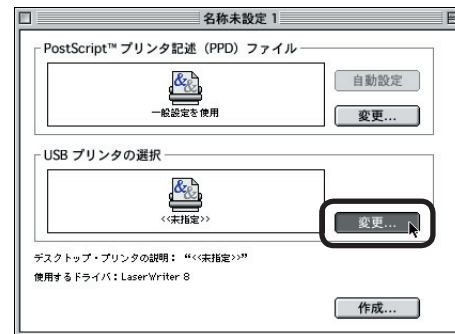 名称未設定 1
PostScript™ プリンタ記述（PPD）ファイル
自動設定
一般設定を使用
変更...
USB プリンタの選択
<<未指定>>
変更...
デスクトップ・プリンタの説明： “<<未指定>>”
使用するドライバ：LaserWriter 8
作成...